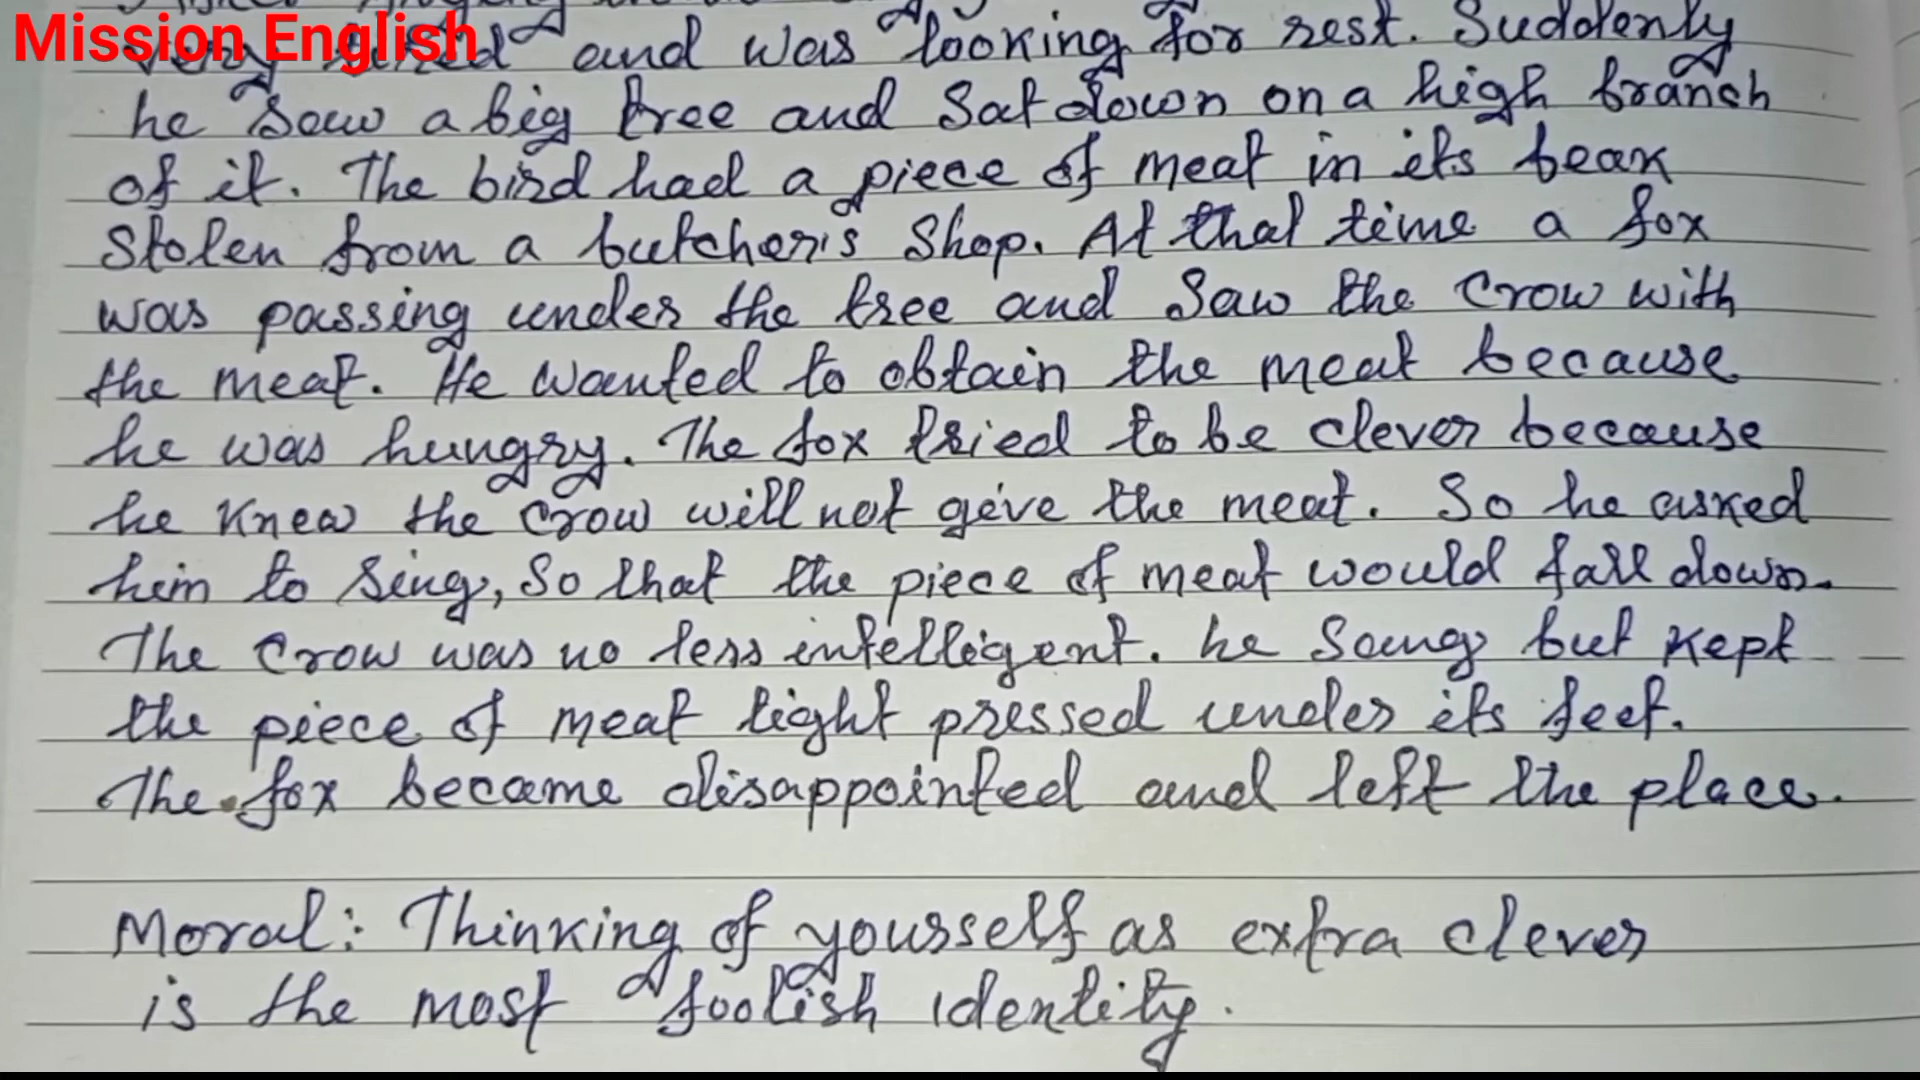 Mission English
very tired and was looking for rest. Suddenly
he saw a big tree and Sat down on a high branch
of it. The bird had a piece of meat in its beak
Stolen from a butcher's Shop. At that time a fox
was passing under the tree and Saw the Crow with
the meat. He wanted to obtain the meat because
he was hungry. The fox tried to be clever because
he knew the crow will not give the meat. So he asked
him to Sing, So that the piece of meat would fall down.
The Crow was no less intelligent. he Sang but kept
the piece of meat tight pressed under its feet.
The fox became disappointed and left the place.
Moral: Thinking of yoursself as extra clever
is the most foolish identity.